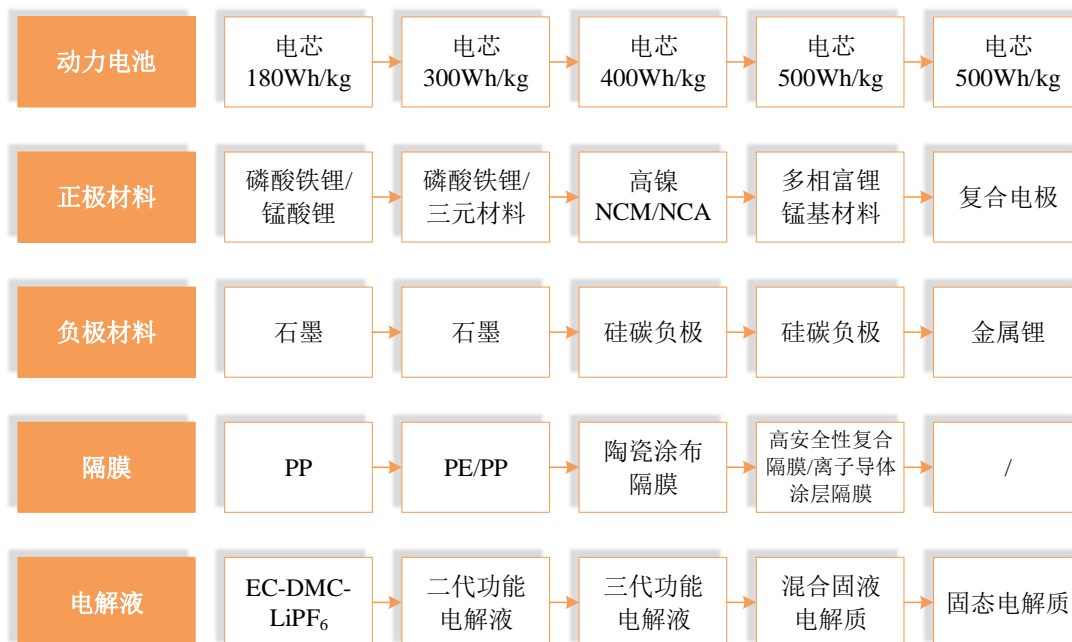 动力电池
电芯
180Wh/kg
电芯
300Wh/kg
电芯
400Wh/kg
电芯
500Wh/kg
电芯
500Wh/kg
正极材料
磷酸铁锂/
锰酸锂
磷酸铁锂/
三元材料
高镍
NCM/NCA
多相富锂
锰基材料
复合电极
负极材料
石墨
石墨
硅碳负极
硅碳负极
金属锂
隔膜
PP
PE/PP
陶瓷涂布
隔膜
高安全性复合
隔膜/离子导体
涂层隔膜
/
电解液
EC-DMC-
LiPF₆
二代功能
电解液
三代功能
电解液
混合固液
电解质
固态电解质